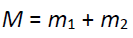 M = m₁ + m₂